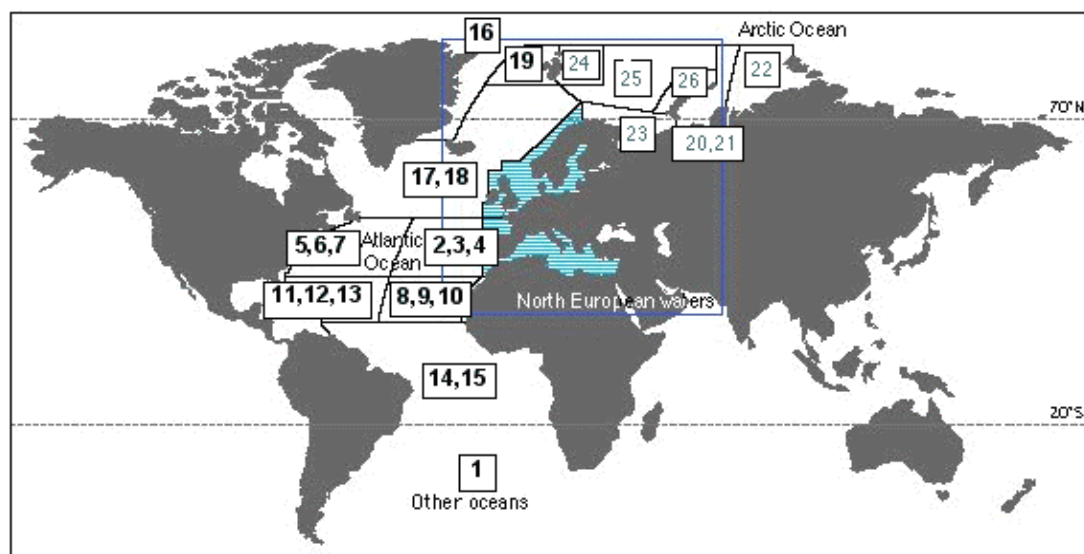 Arctic Ocean
16
19
24
25
26
22
70°N
23
20,21
17,18
5,6,7
Atlantic
Ocean
2,3,4
11,12,13
8,9,10
North European waters
14,15
20°S
1
Other oceans